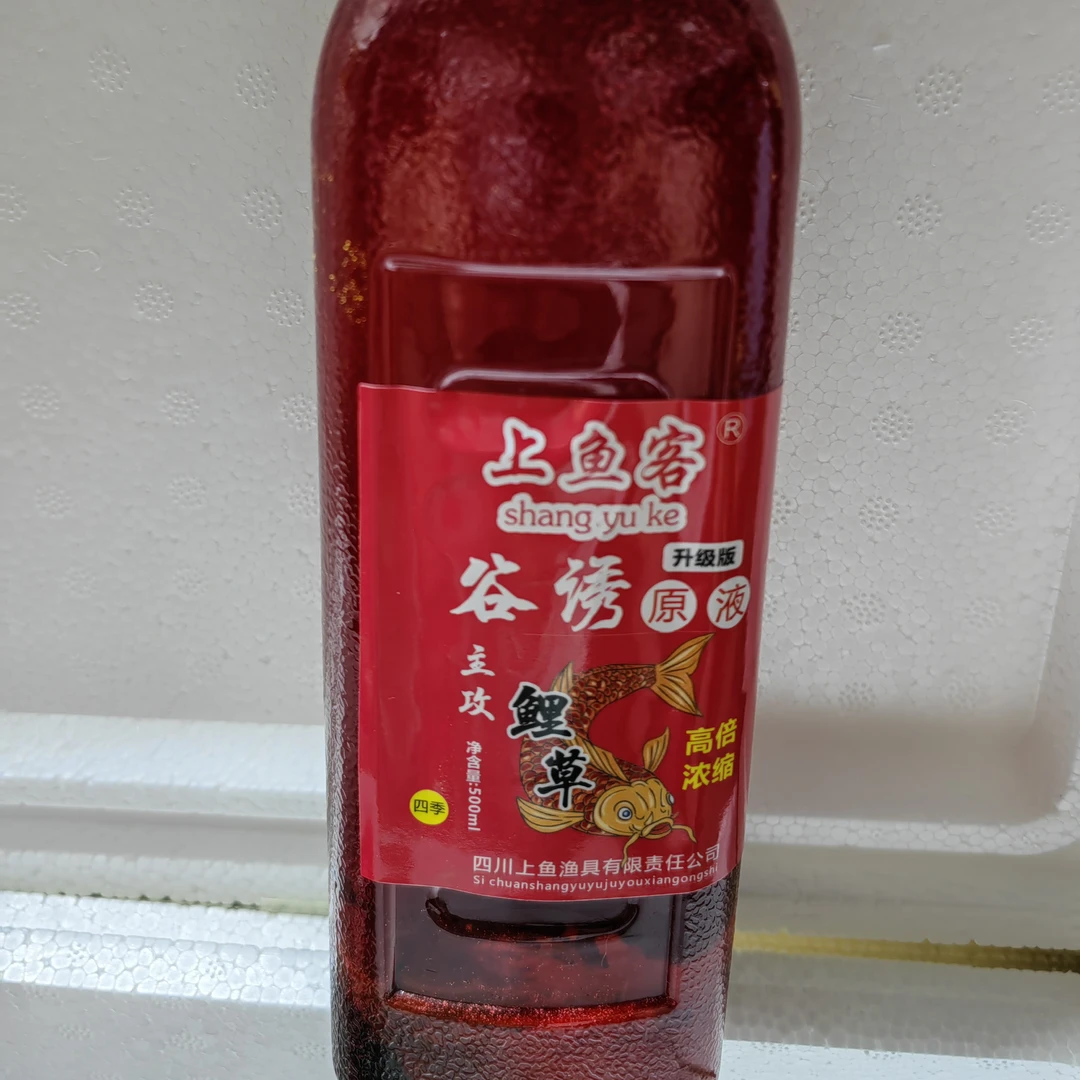 上鱼客®
shang yu ke
升级版
谷诱原液
主攻
鲤草
高倍
浓缩
净含量:500ml
四季
四川上鱼渔具有限责任公司
Si chuanshangyuyujuyouxiangongshi